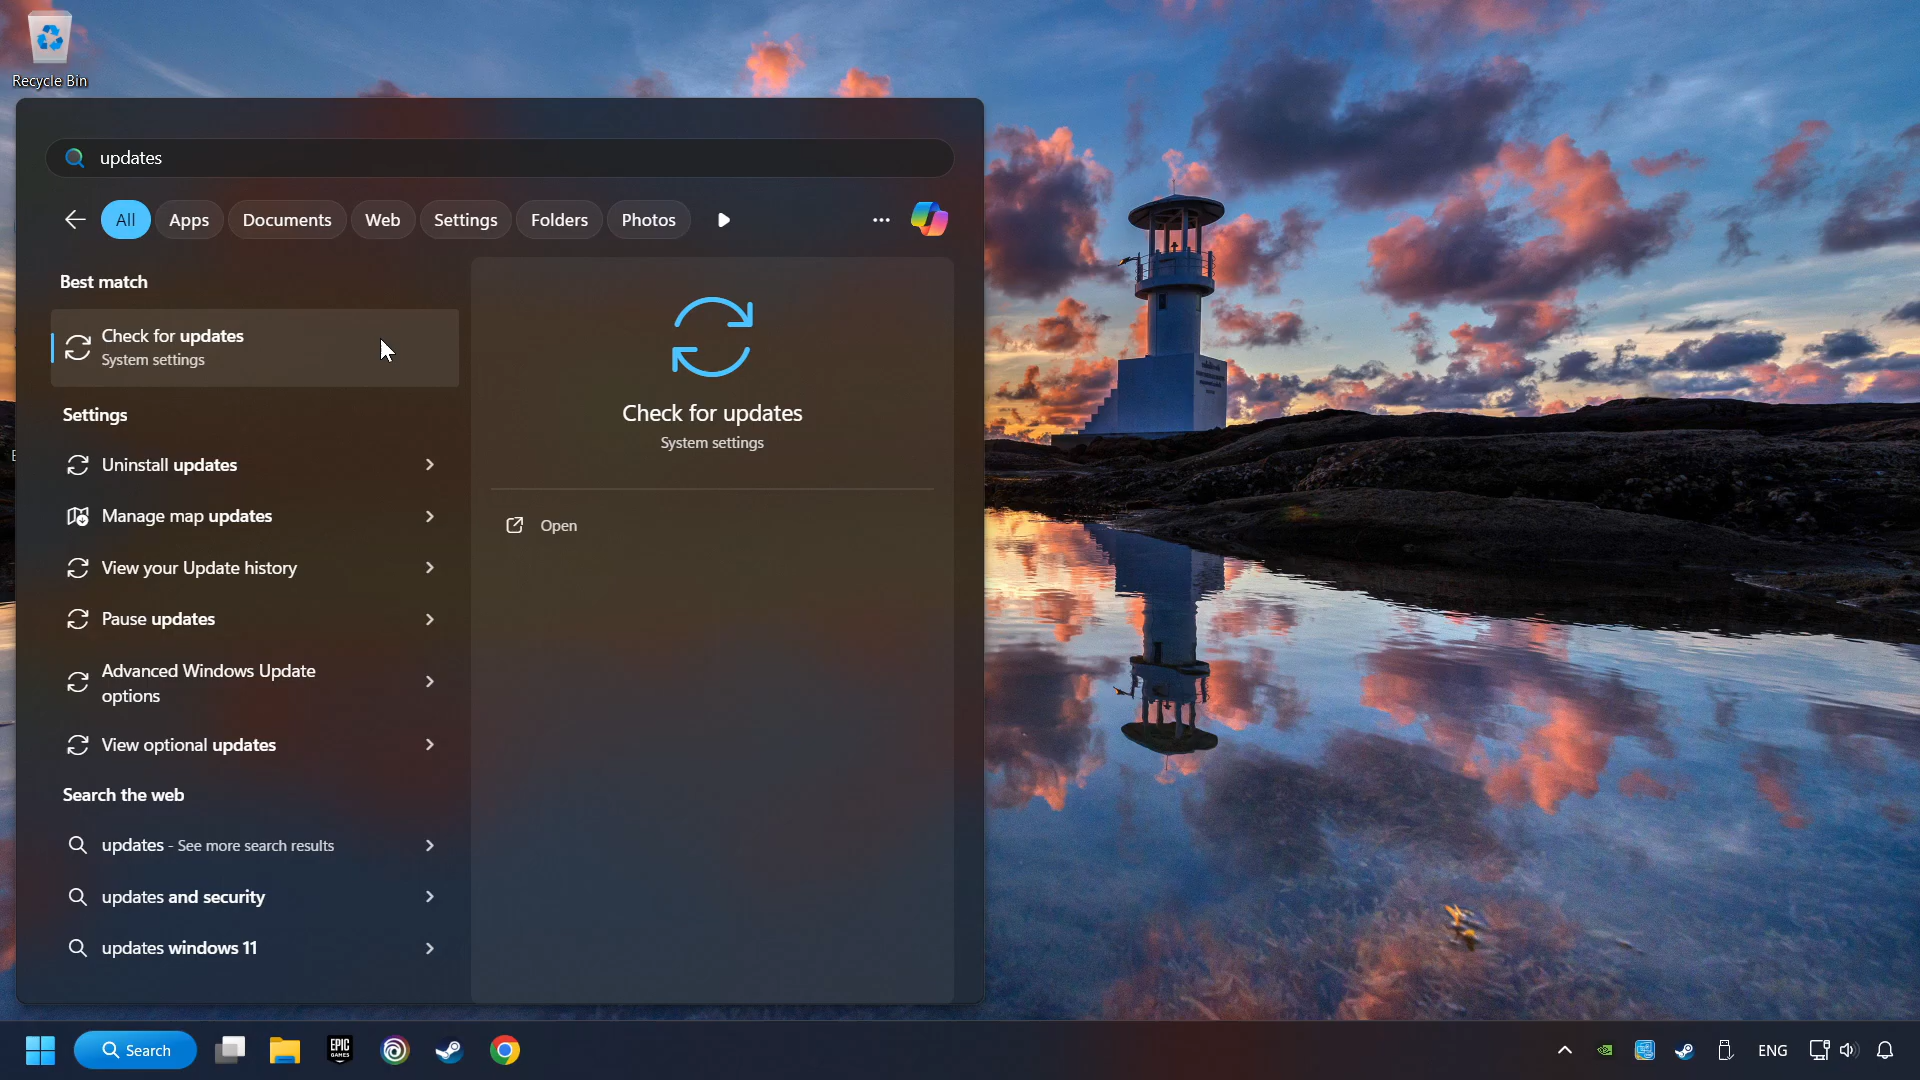 Recycle Bin
updates
All
Apps
Documents
Web
Settings
Folders
Photos
Best match
Check for updates
System settings
Settings
Uninstall updates
Manage map updates
View your Update history
Pause updates
Advanced Windows Update
options
View optional updates
Search the web
updates - See more search results
updates and security
updates windows 11
Check for updates
System settings
Open
Search
EPIC
GAMES
ENG